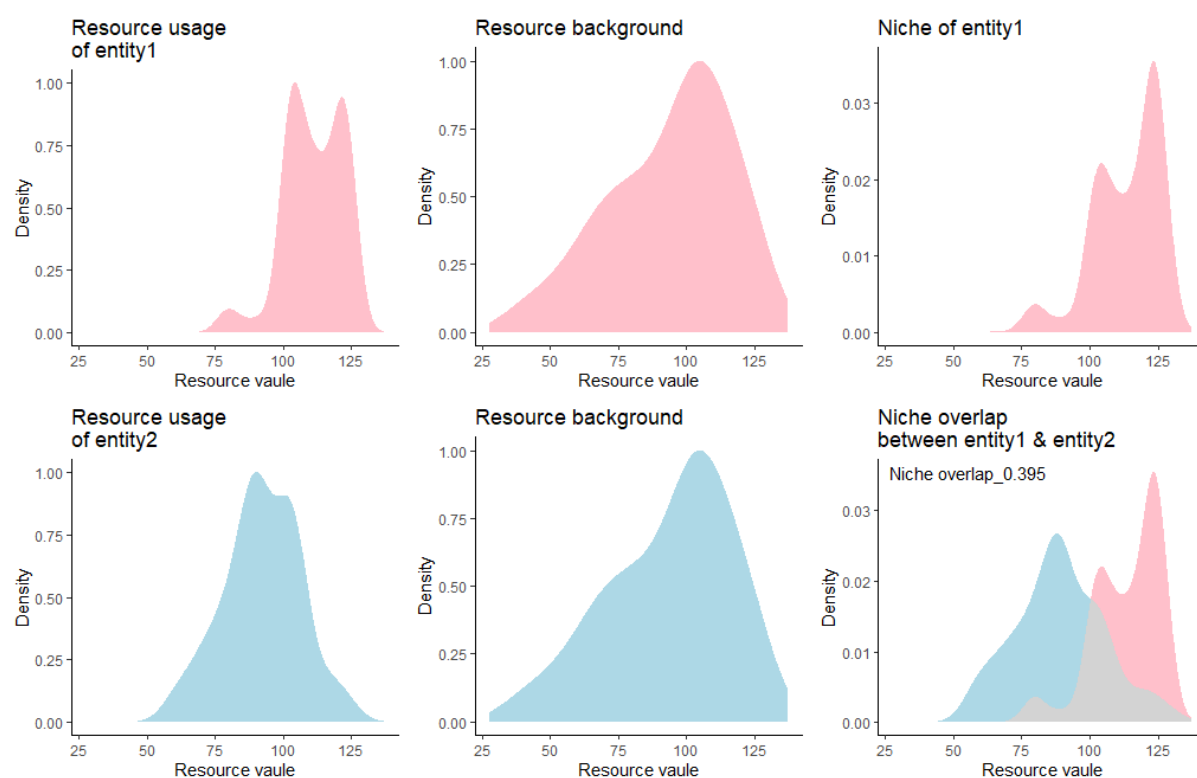 Resource usage
of entity1
1.00
0.75
0.50
0.25
0.00
Density
25 50 75 100 125
Resource vaule
Resource background
1.00
0.75
0.50
0.25
0.00
Density
25 50 75 100 125
Resource vaule
Niche of entity1
0.03
0.02
0.01
0.00
Density
25 50 75 100 125
Resource vaule
Resource usage
of entity2
1.00
0.75
0.50
0.25
0.00
Density
25 50 75 100 125
Resource vaule
Resource background
1.00
0.75
0.50
0.25
0.00
Density
25 50 75 100 125
Resource vaule
Niche overlap
between entity1 & entity2
Niche overlap_0.395
0.03
0.02
0.01
0.00
Density
25 50 75 100 125
Resource vaule